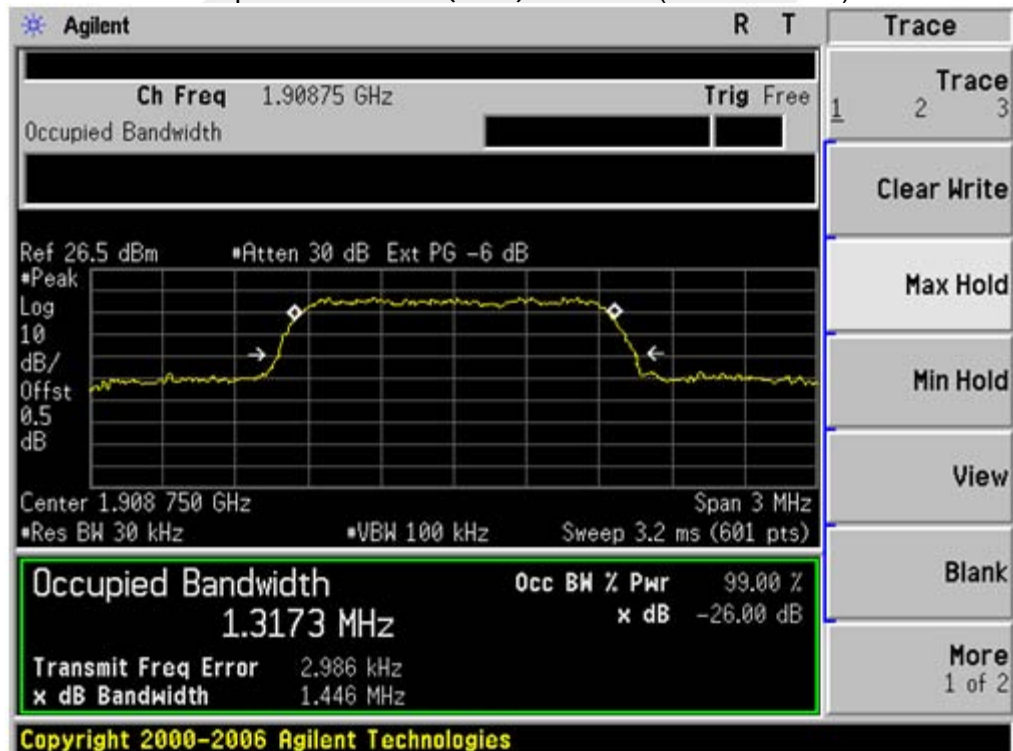 Agilent R T Trace
Ch Freq 1.90875 GHz Trig Free
Occupied Bandwidth
Trace
1 2 3
Clear Write
Max Hold
Min Hold
View
Blank
More
1 of 2
Ref 26.5 dBm #Atten 30 dB Ext PG -6 dB
#Peak
Log
10
dB/
Offst
0.5
dB
Center 1.908 750 GHz Span 3 MHz
#Res BW 30 kHz #VBW 100 kHz Sweep 3.2 ms (601 pts)
Occupied Bandwidth
1.3173 MHz
Occ BW % Pwr 99.00 %
x dB -26.00 dB
Transmit Freq Error 2.986 kHz
x dB Bandwidth 1.446 MHz
Copyright 2000-2006 Agilent Technologies